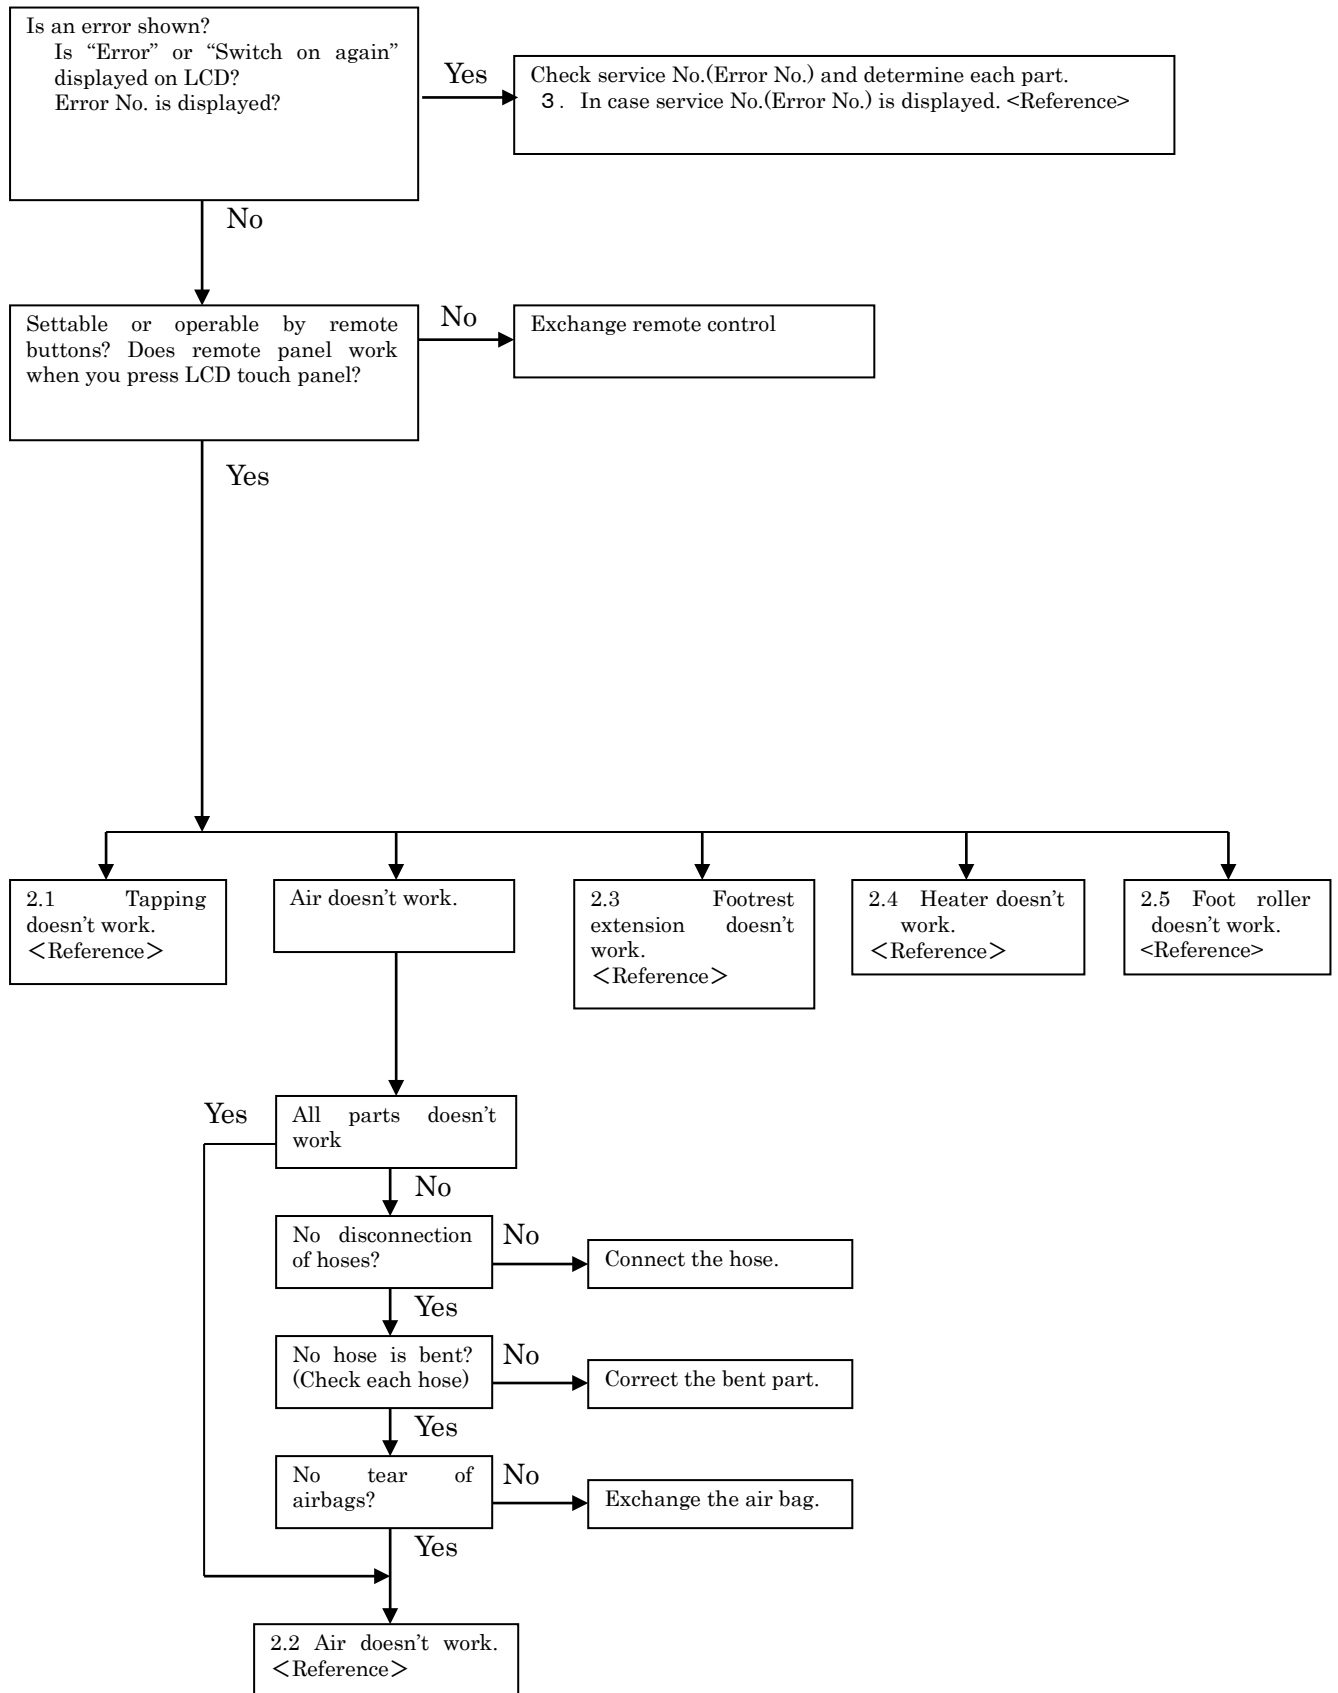 Is an error shown?
Is “Error” or “Switch on again”
displayed on LCD?
Error No. is displayed?
Yes
Check service No.(Error No.) and determine each part.
３．In case service No.(Error No.) is displayed. <Reference>
No
Settable or operable by remote
buttons? Does remote panel work
when you press LCD touch panel?
No
Exchange remote control
Yes
2.1 Tapping
doesn't work.
＜Reference＞
Air doesn't work.
2.3 Footrest
extension doesn't
work.
＜Reference＞
2.4 Heater doesn't
work.
＜Reference＞
2.5 Foot roller
doesn't work.
<Reference>
Yes
All parts doesn't
work
No
No disconnection
of hoses?
No
Connect the hose.
Yes
No hose is bent?
(Check each hose)
No
Correct the bent part.
Yes
No tear of
airbags?
No
Exchange the air bag.
Yes
2.2 Air doesn't work.
＜Reference＞